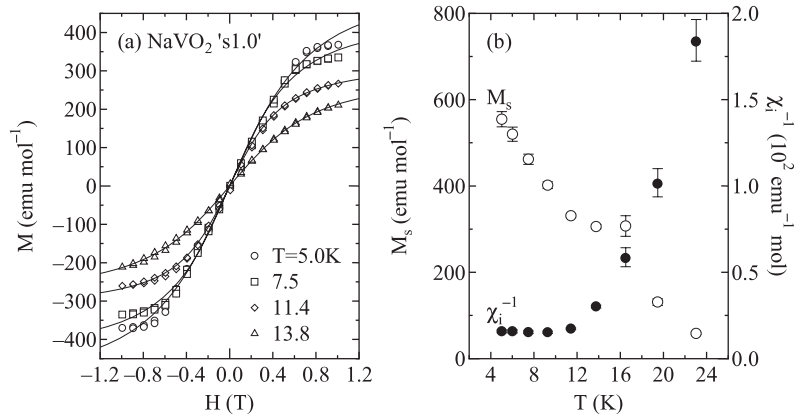 (a) NaVO₂ 's1.0'
400
300
200
100
0
−100
−200
−300
−400
M (emu mol⁻¹)
T=5.0K
7.5
11.4
13.8
−1.2 −0.8 −0.4 0.0 0.4 0.8 1.2
H (T)
(b)
800
600
400
200
0
Mₛ (emu mol⁻¹)
Mₛ
χᵢ⁻¹
2.0
1.5
1.0
0.5
0.0
χᵢ⁻¹ (10² emu⁻¹ mol)
4 8 12 16 20 24
T (K)